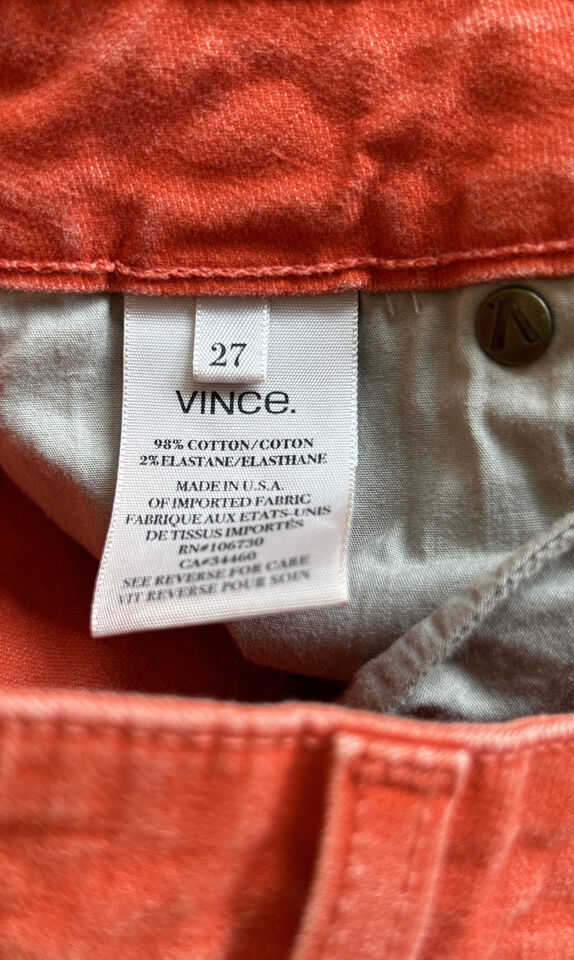 27
VINCe.
98% COTTON/COTON
2% ELASTANE/ELASTHANE
MADE IN U.S.A.
OF IMPORTED FABRIC
FABRIQUE AUX ETATS-UNIS
DE TISSUS IMPORTÉS
RN#106730
CA#34460
SEE REVERSE FOR CARE
VIT REVERSE POUR SOIN